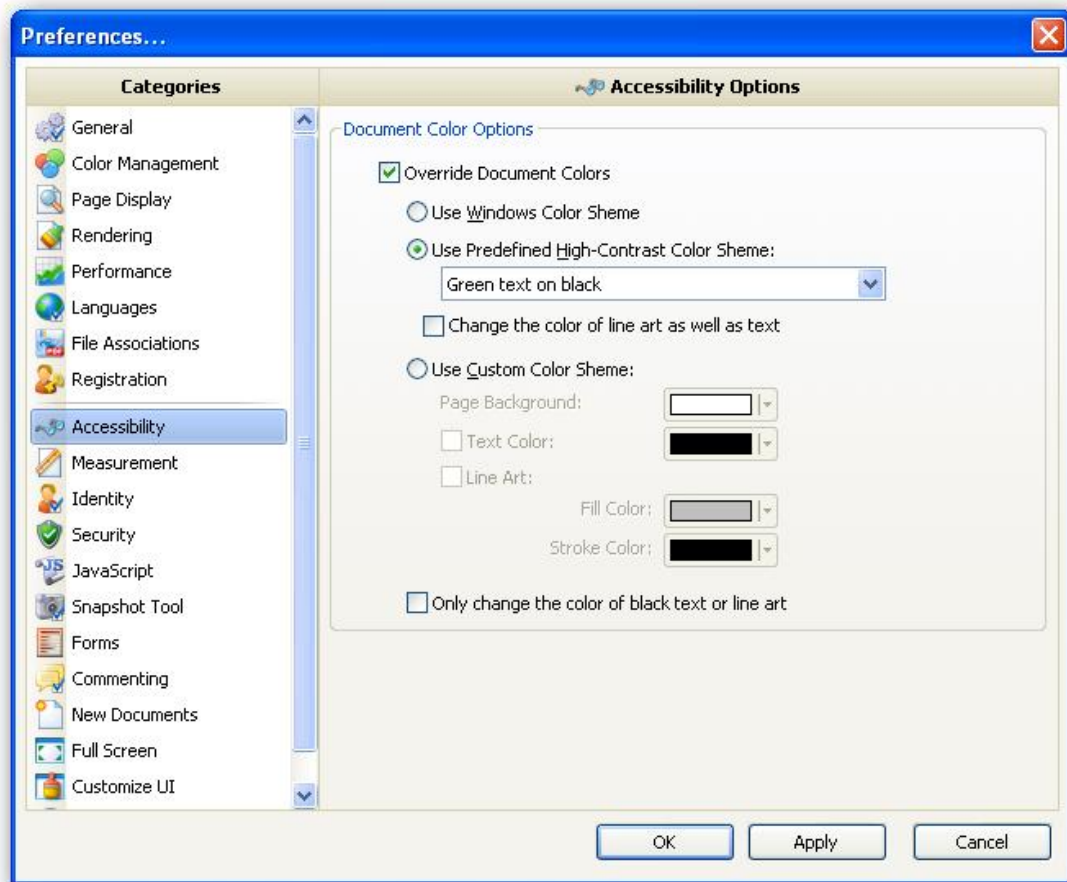 Preferences...
Categories
General
Color Management
Page Display
Rendering
Performance
Languages
File Associations
Registration
Accessibility
Measurement
Identity
Security
JavaScript
Snapshot Tool
Forms
Commenting
New Documents
Full Screen
Customize UI
Accessibility Options
Document Color Options
Override Document Colors
Use Windows Color Sheme
Use Predefined High-Contrast Color Sheme:
Green text on black
Change the color of line art as well as text
Use Custom Color Sheme:
Page Background:
Text Color:
Line Art:
Fill Color:
Stroke Color:
Only change the color of black text or line art
OK Apply Cancel